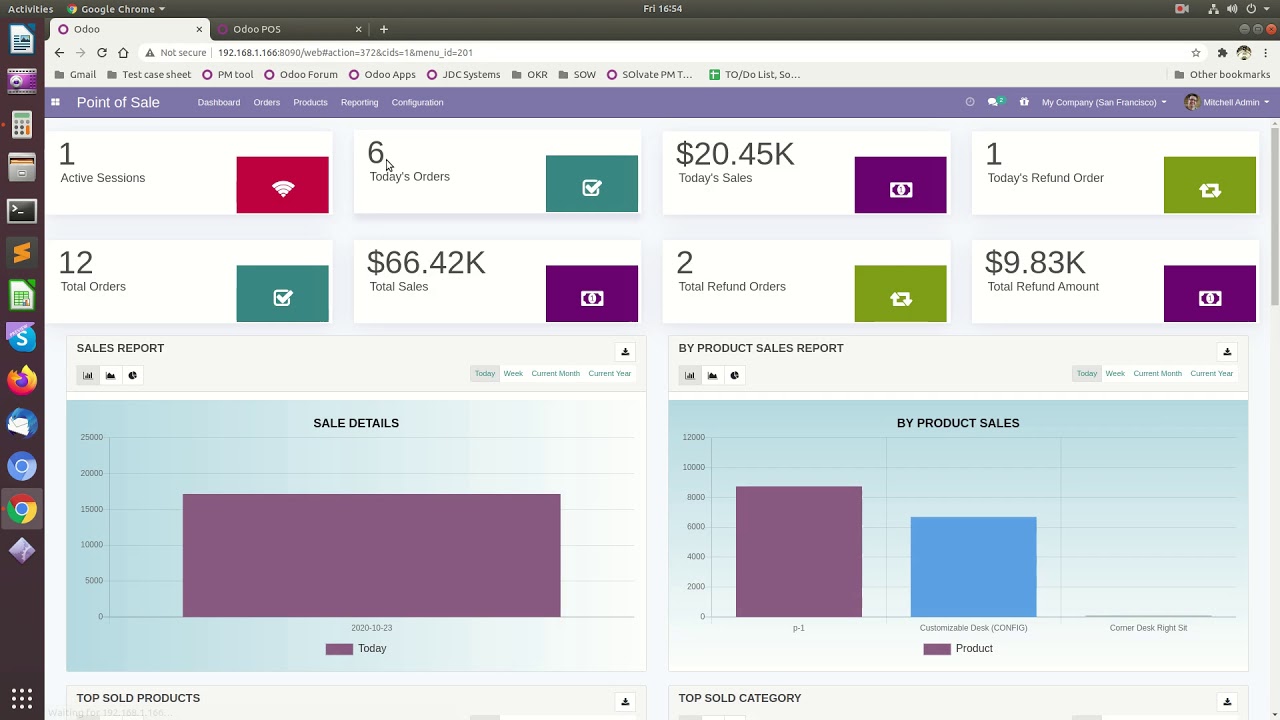 Activities
Google Chrome
Fri 16:54
Odoo
Odoo POS
Not secure | 192.168.1.166:8090/web#action=372&cids=1&menu_id=201
Gmail
Test case sheet
PM tool
Odoo Forum
Odoo Apps
JDC Systems
OKR
SOW
SOlvate PM T...
TS/Do List, So...
Other bookmarks
Point of Sale
Dashboard
Orders
Products
Reporting
Configuration
2
My Company (San Francisco)
Mitchell Admin
1
Active Sessions
6
Today's Orders
$20.45K
Today's Sales
1
Today's Refund Order
12
Total Orders
$66.42K
Total Sales
2
Total Refund Orders
$9.83K
Total Refund Amount
SALES REPORT
Today Week Current Month Current Year
SALE DETAILS
25000
20000
15000
10000
5000
0
2020-10-23
Today
BY PRODUCT SALES REPORT
Today Week Current Month Current Year
BY PRODUCT SALES
12000
10000
8000
6000
4000
2000
0
p-1
Customizable Desk (CONFIG)
Corner Desk Right Sit
Product
TOP SOLD PRODUCTS
TOP SOLD CATEGORY
Waiting for 192.168.1.166...